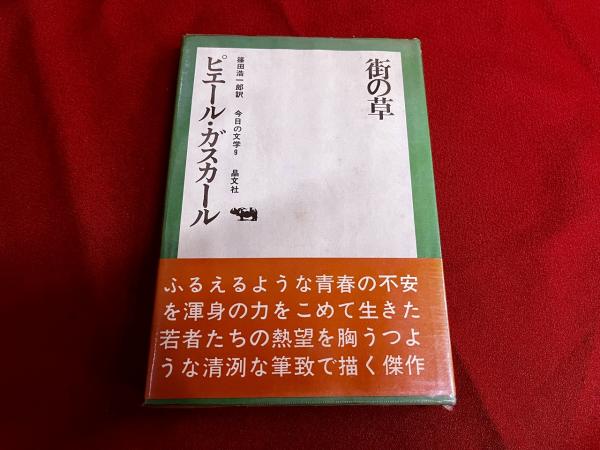 街の草
篠田浩一郎訳 今日の文学9 晶文社
ピエール・ガスカール
ふるえるような青春の不安
を渾身の力をこめて生きた
若者たちの熱望を胸うつよ
うな清冽な筆致で描く傑作